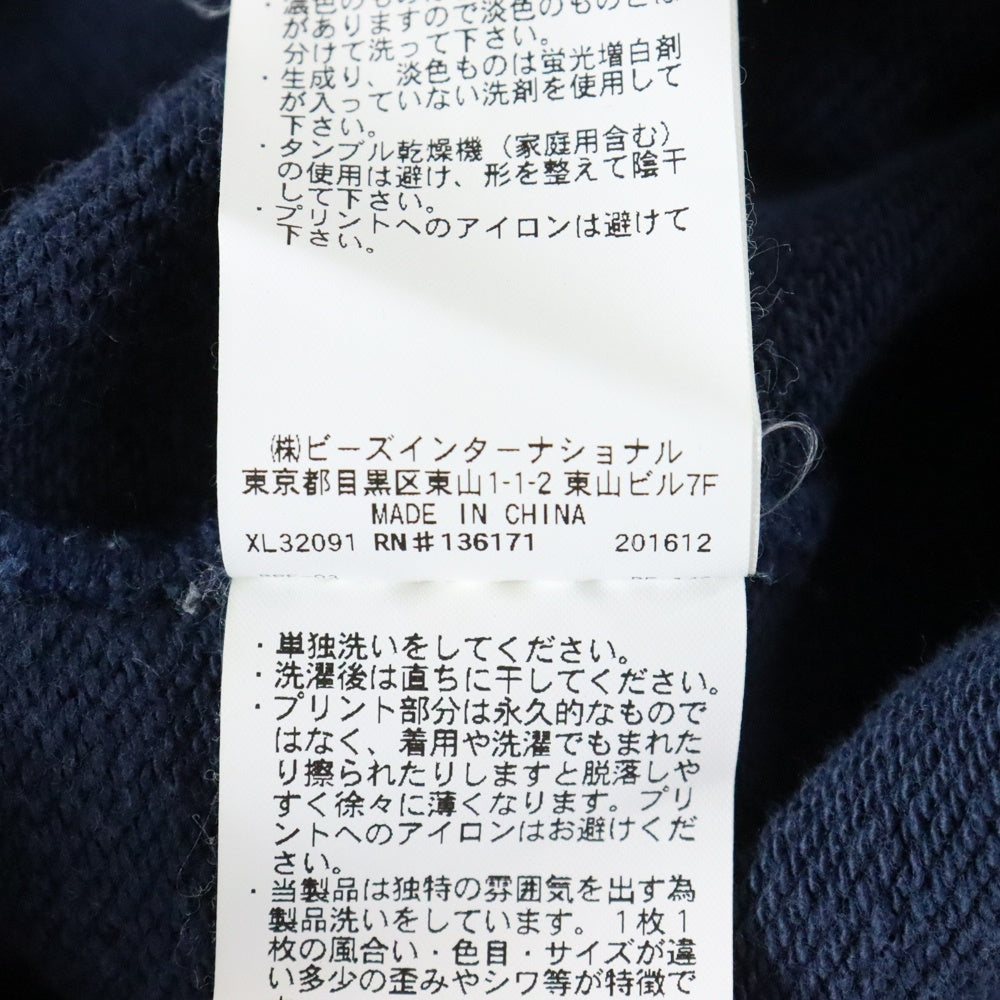 ・濃色のものは
がありますので淡色のものとは
分けて洗って下さい。
・生成り、淡色ものは蛍光増白剤
が入っていない洗剤を使用して
下さい。
・タンブル乾燥機（家庭用含む）
の使用は避け、形を整えて陰干
しして下さい。
・プリントへのアイロンは避けて
下さい。
㈱ビーズインターナショナル
東京都目黒区東山1-1-2 東山ビル7F
MADE IN CHINA
XL32091 RN#136171 201612
・単独洗いをしてください。
・洗濯後は直ちに干してください。
・プリント部分は永久的なもので
はなく、着用や洗濯でもまれた
り擦られたりしますと脱落しや
すく徐々に薄くなります。プリ
ントへのアイロンはお避けくだ
さい。
・当製品は独特の雰囲気を出す為
製品洗いをしています。1枚1
枚の風合い・色目・サイズが違
い多少の歪みやシワ等が特徴で